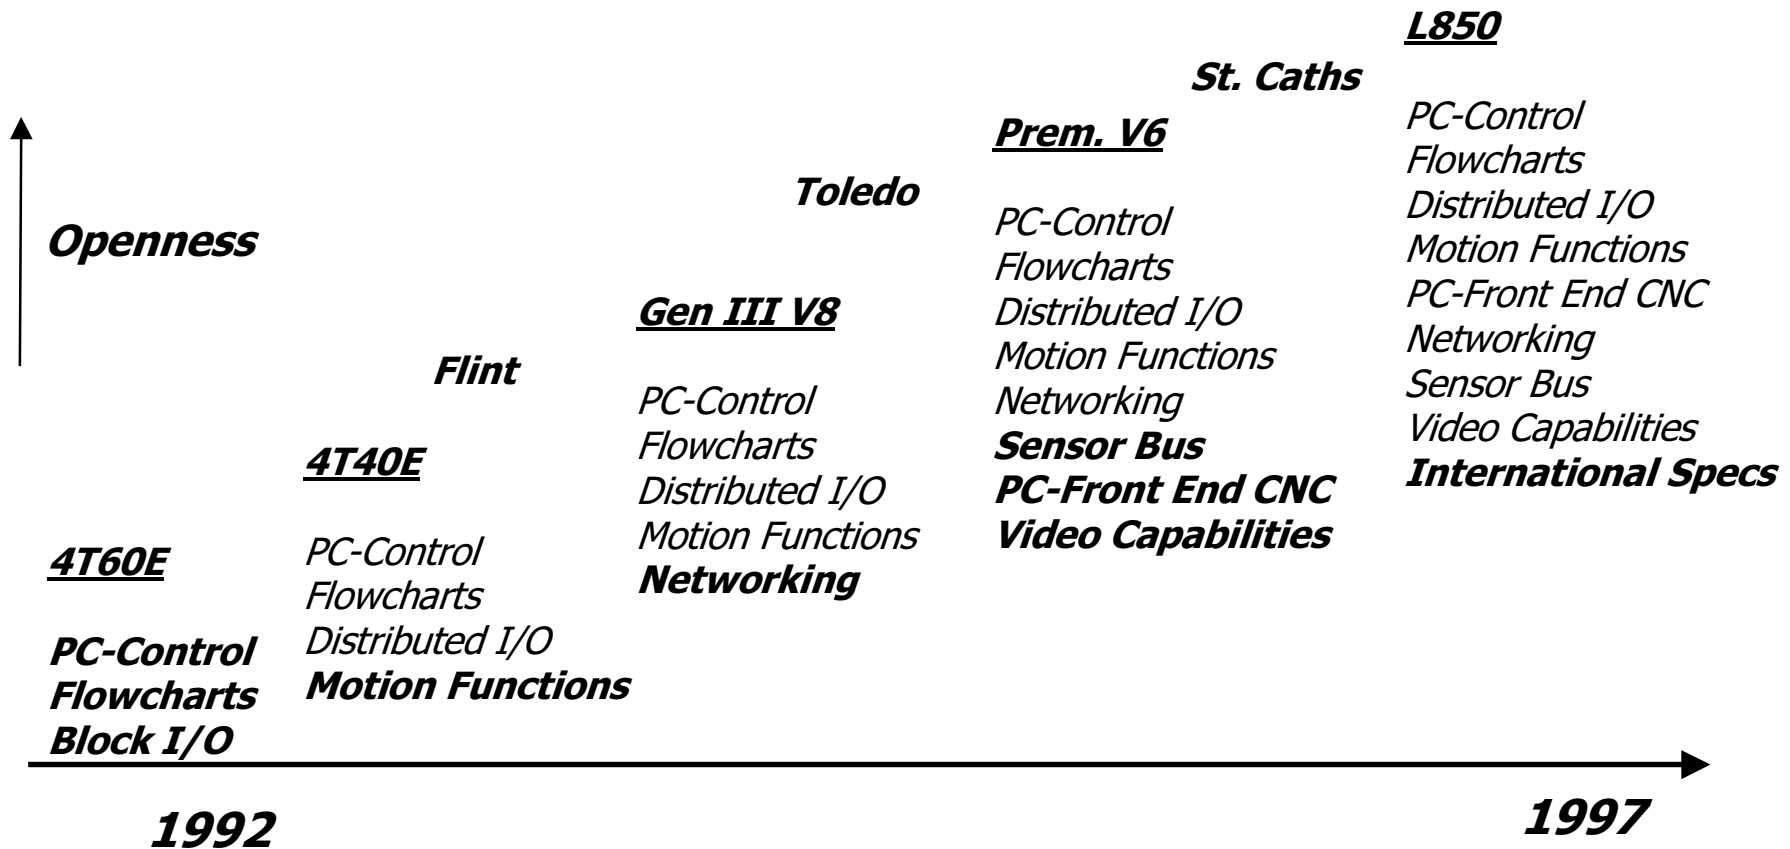 L850
St. Caths
Prem. V6
Toledo
Openness
Gen III V8
Flint
4T40E
4T60E
PC-Control
Flowcharts
Block I/O
PC-Control
Flowcharts
Distributed I/O
Motion Functions
PC-Control
Flowcharts
Distributed I/O
Motion Functions
Networking
PC-Control
Flowcharts
Distributed I/O
Motion Functions
Networking
Sensor Bus
PC-Front End CNC
Video Capabilities
PC-Control
Flowcharts
Distributed I/O
Motion Functions
PC-Front End CNC
Networking
Sensor Bus
Video Capabilities
International Specs
1992
1997